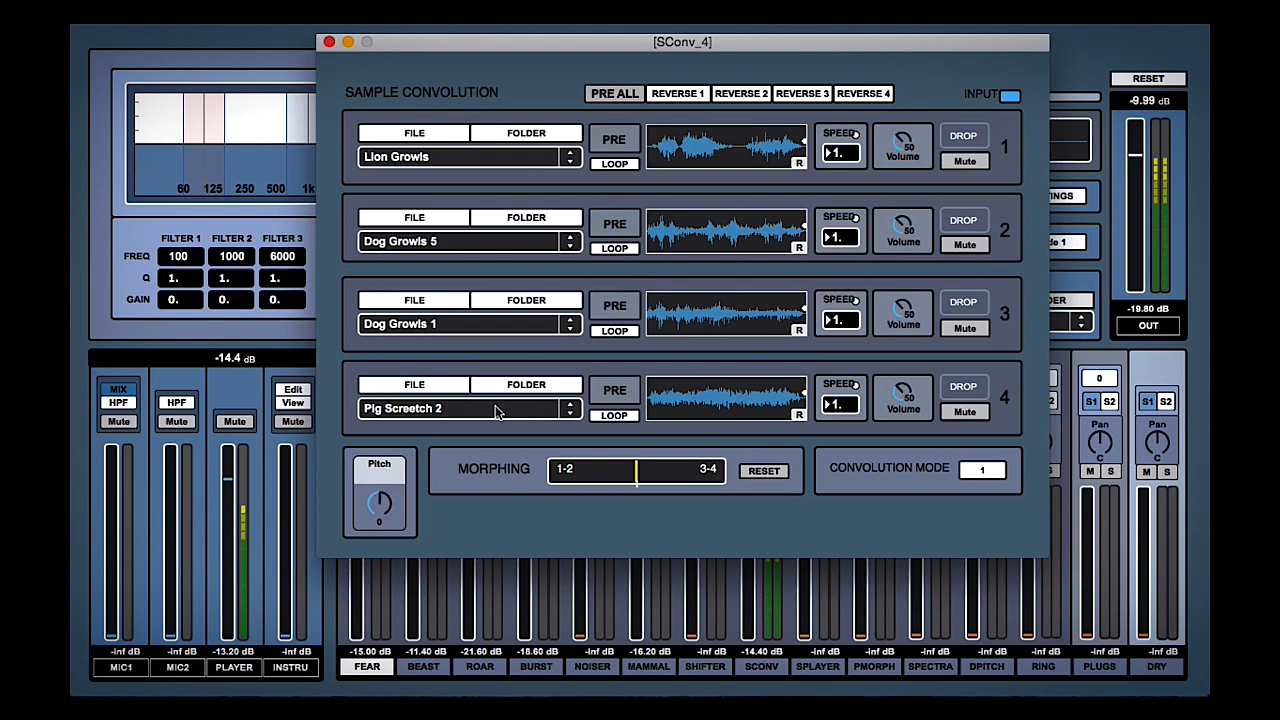 [SConv_4]
RESET
-9.99 dB
SAMPLE CONVOLUTION
PRE ALL REVERSE 1 REVERSE 2 REVERSE 3 REVERSE 4
INPUT
FILE FOLDER PRE SPEED DROP
Lion Growls LOOP R 1. 50 Volume Mute 1
60 125 250 500 1k
FILE FOLDER PRE SPEED DROP
Dog Growls 5 LOOP R 1. 50 Volume Mute 2
FILTER 1 FILTER 2 FILTER 3
FREQ 100 1000 6000
Q 1. 1. 1.
GAIN 0. 0. 0.
FILE FOLDER PRE SPEED DROP
Dog Growls 1 LOOP R 1. 50 Volume Mute 3
-19.80 dB
OUT
-14.4 dB
FILE FOLDER PRE SPEED DROP
Pig Screetch 2 LOOP R 1. 50 Volume Mute 4
MIX Edit
HPF HPF View
Mute Mute Mute Mute
0
S1 S2 S1 S2
Pan Pan
C C
M S M S
Pitch
0
MORPHING 1-2 3-4 RESET
CONVOLUTION MODE 1
-inf dB -inf dB -13.20 dB -inf dB -15.00 dB -11.40 dB -21.60 dB -18.60 dB -inf dB -16.20 dB -inf dB -14.40 dB -inf dB -inf dB -inf dB -inf dB -inf dB -inf dB -inf dB
MIC1 MIC2 PLAYER INSTRU FEAR BEAST ROAR BURST NOISER MAMMAL SHIFTER SCONV SPLAYER PMORPH SPECTRA DPITCH RING PLUGS DRY